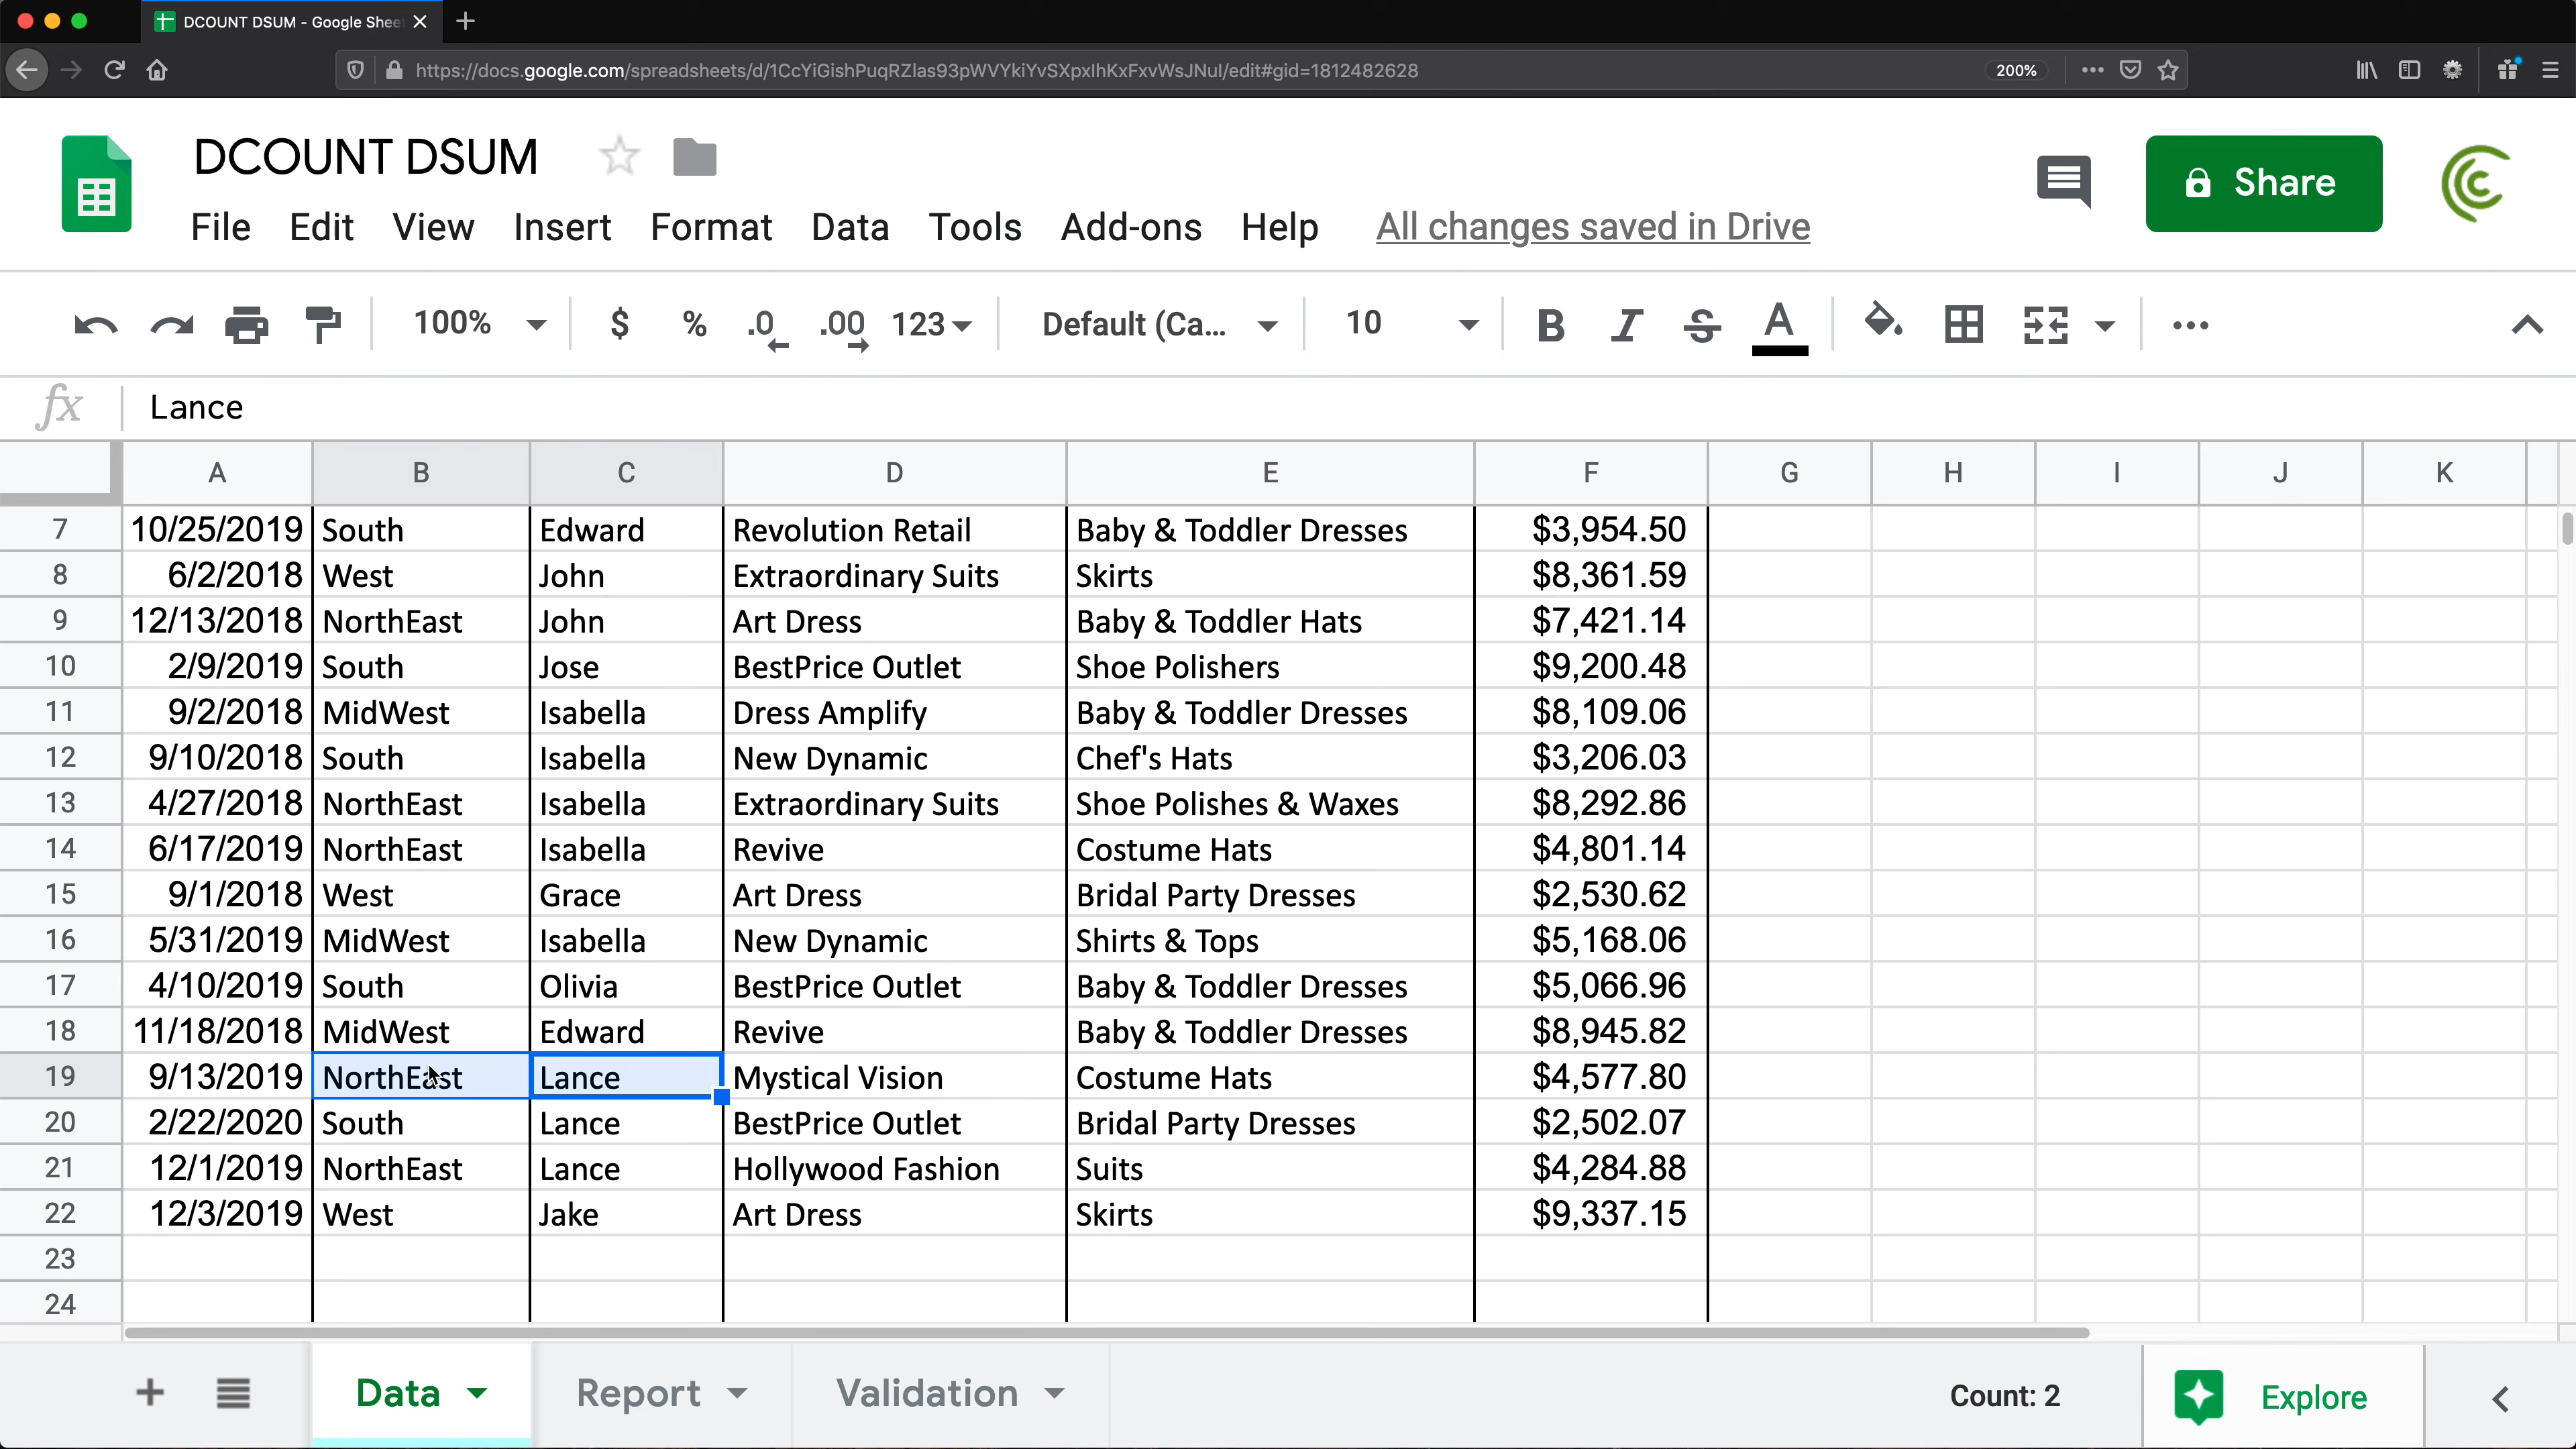 DCOUNT DSUM - Google Shee
https://docs.google.com/spreadsheets/d/1CcYiGishPuqRZlas93pWVYkiYvSXpxIhKxFxvWsJNuI/edit#gid=1812482628 200%
DCOUNT DSUM
File Edit View Insert Format Data Tools Add-ons Help All changes saved in Drive
Share
100% $ % .0 .00 123 Default (Ca... 10 B I S A
fx Lance
A B C D E F G H I J K
7 10/25/2019 South Edward Revolution Retail Baby & Toddler Dresses $3,954.50
8 6/2/2018 West John Extraordinary Suits Skirts $8,361.59
9 12/13/2018 NorthEast John Art Dress Baby & Toddler Hats $7,421.14
10 2/9/2019 South Jose BestPrice Outlet Shoe Polishers $9,200.48
11 9/2/2018 MidWest Isabella Dress Amplify Baby & Toddler Dresses $8,109.06
12 9/10/2018 South Isabella New Dynamic Chef's Hats $3,206.03
13 4/27/2018 NorthEast Isabella Extraordinary Suits Shoe Polishes & Waxes $8,292.86
14 6/17/2019 NorthEast Isabella Revive Costume Hats $4,801.14
15 9/1/2018 West Grace Art Dress Bridal Party Dresses $2,530.62
16 5/31/2019 MidWest Isabella New Dynamic Shirts & Tops $5,168.06
17 4/10/2019 South Olivia BestPrice Outlet Baby & Toddler Dresses $5,066.96
18 11/18/2018 MidWest Edward Revive Baby & Toddler Dresses $8,945.82
19 9/13/2019 NorthEast Lance Mystical Vision Costume Hats $4,577.80
20 2/22/2020 South Lance BestPrice Outlet Bridal Party Dresses $2,502.07
21 12/1/2019 NorthEast Lance Hollywood Fashion Suits $4,284.88
22 12/3/2019 West Jake Art Dress Skirts $9,337.15
23
24
Data Report Validation Count: 2 Explore